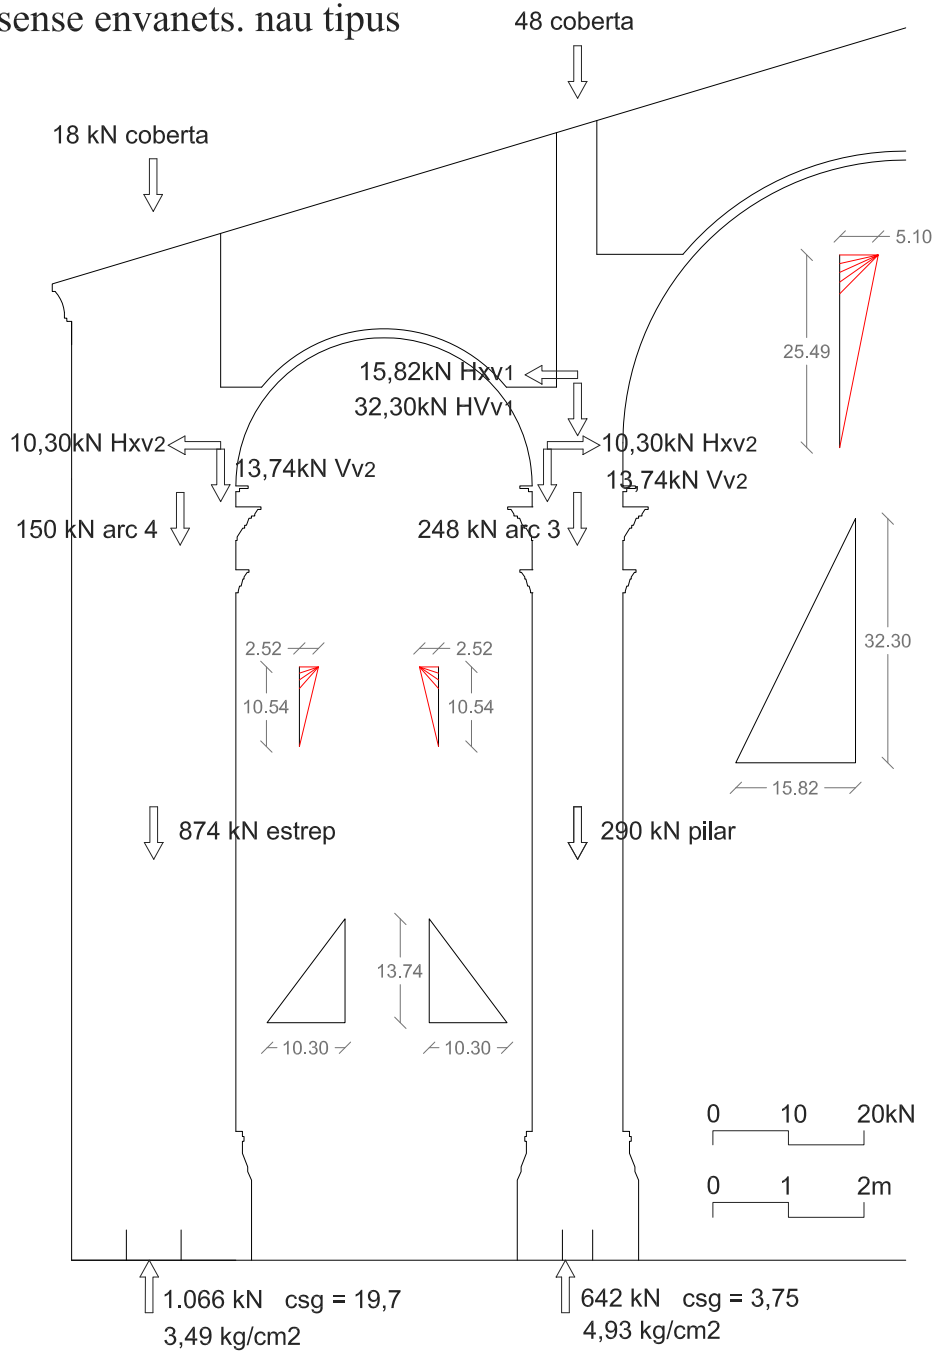 sense envanets. nau tipus
48 coberta
18 kN coberta
5.10
25.49
15,82kN Hxv1
32,30kN HVv1
10,30kN Hxv2
10,30kN Hxv2
13,74kN Vv2
13,74kN Vv2
150 kN arc 4
248 kN arc 3
32.30
2.52
2.52
10.54
10.54
15.82
874 kN estrep
290 kN pilar
13.74
10.30
10.30
0 10 20kN
0 1 2m
1.066 kN csg = 19,7
3,49 kg/cm2
642 kN csg = 3,75
4,93 kg/cm2